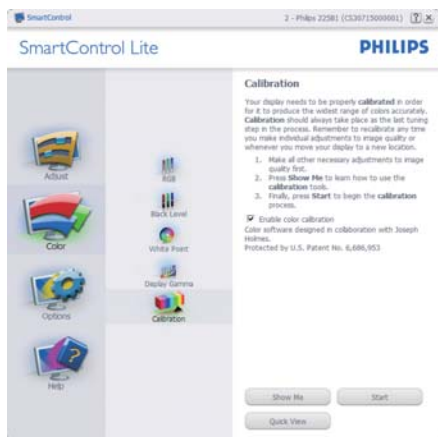 SmartControl
2 - Philips 225B1 (CS30715000001)
SmartControl Lite
PHILIPS
Adjust
Color
Options
Help
RGB
Black Level
White Point
Display Gamma
Calibration
Calibration
Your display needs to be properly calibrated in order
for it to produce the widest range of colors accurately.
Calibration should always take place as the last tuning
step in the process. Remember to recalibrate any time
you make individual adjustments to image quality or
whenever you move your display to a new location.
1. Make all other necessary adjustments to image
quality first.
2. Press Show Me to learn how to use the
calibration tools.
3. Finally, press Start to begin the calibration
process.
Enable color calibration
Color software designed in collaboration with Joseph
Holmes.
Protected by U.S. Patent No. 6,686,953
Show Me
Start
Quick View